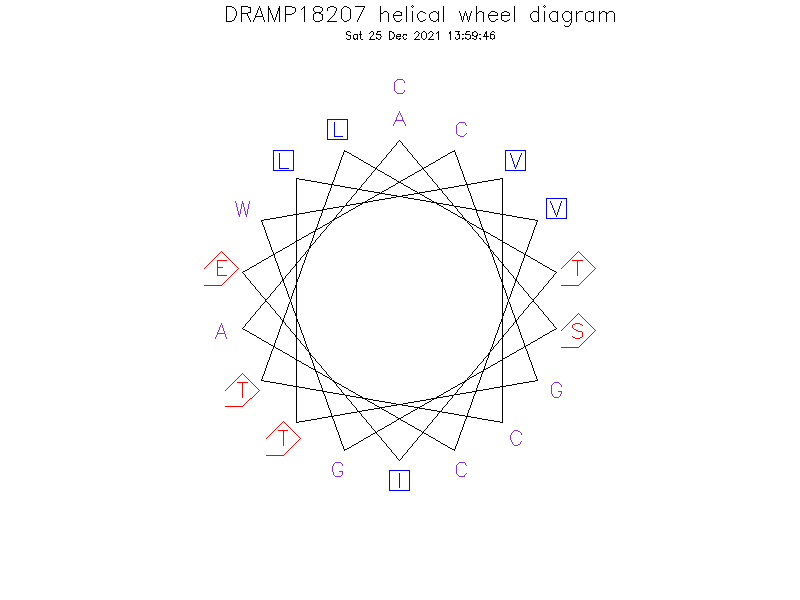 DRAMP18207 helical wheel diagram
Sat 25 Dec 2021 13:59:46
C
A
L C
L V
W V
E T
A S
T G
T C
G C
I